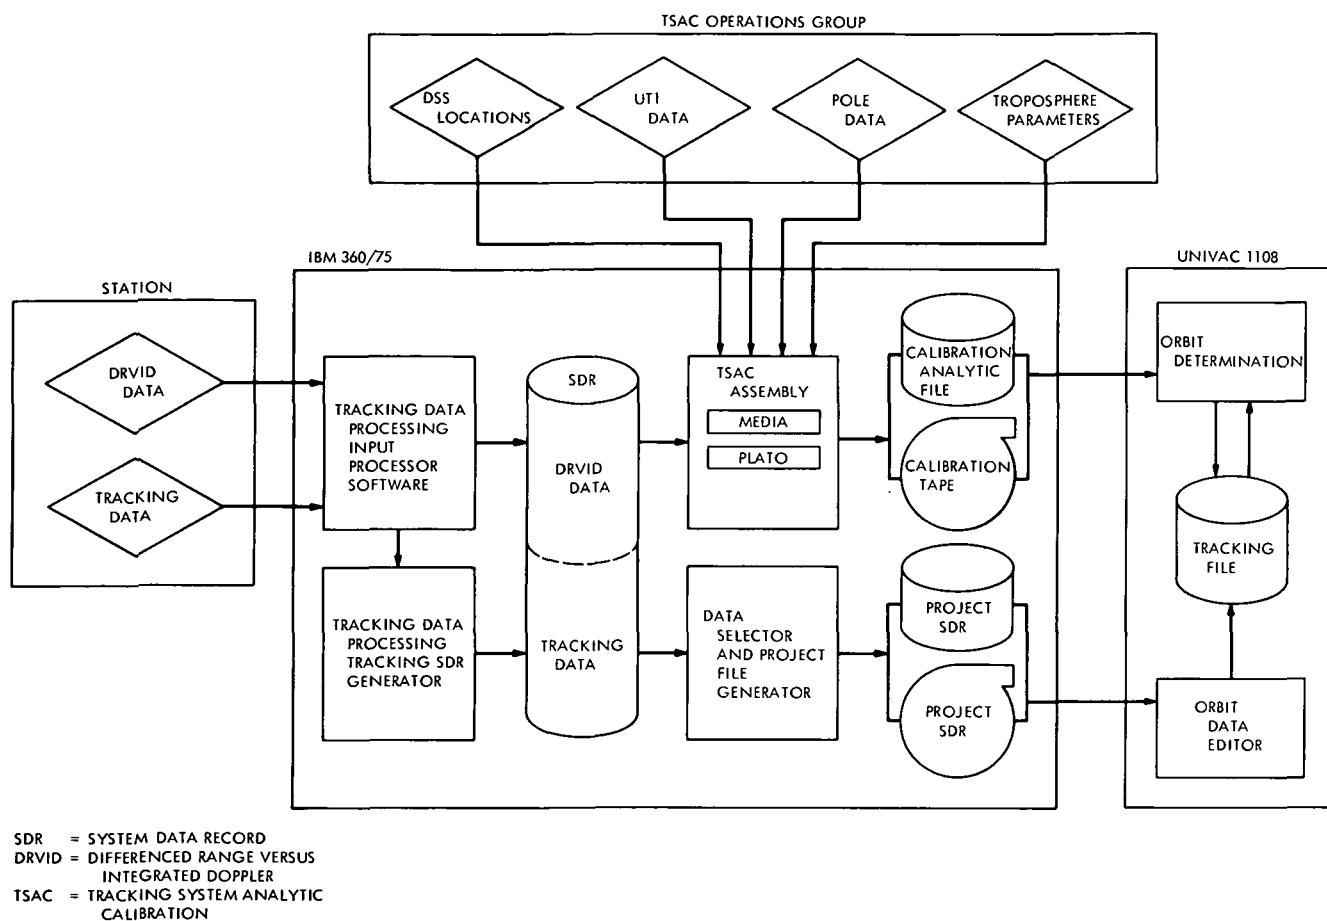 TSAC OPERATIONS GROUP
DSS
LOCATIONS
UT1
DATA
POLE
DATA
TROPOSPHERE
PARAMETERS
STATION
DRVID
DATA
TRACKING
DATA
IBM 360/75
TRACKING DATA
PROCESSING
INPUT
PROCESSOR
SOFTWARE
TRACKING DATA
PROCESSING
TRACKING SDR
GENERATOR
SDR
DRVID
DATA
TRACKING
DATA
TSAC
ASSEMBLY
MEDIA
PLATO
DATA
SELECTOR
AND PROJECT
FILE
GENERATOR
CALIBRATION
ANALYTIC
FILE
CALIBRATION
TAPE
PROJECT
SDR
PROJECT
SDR
UNIVAC 1108
ORBIT
DETERMINATION
TRACKING
FILE
ORBIT
DATA
EDITOR
SDR = SYSTEM DATA RECORD
DRVID = DIFFERENCED RANGE VERSUS
INTEGRATED DOPPLER
TSAC = TRACKING SYSTEM ANALYTIC
CALIBRATION